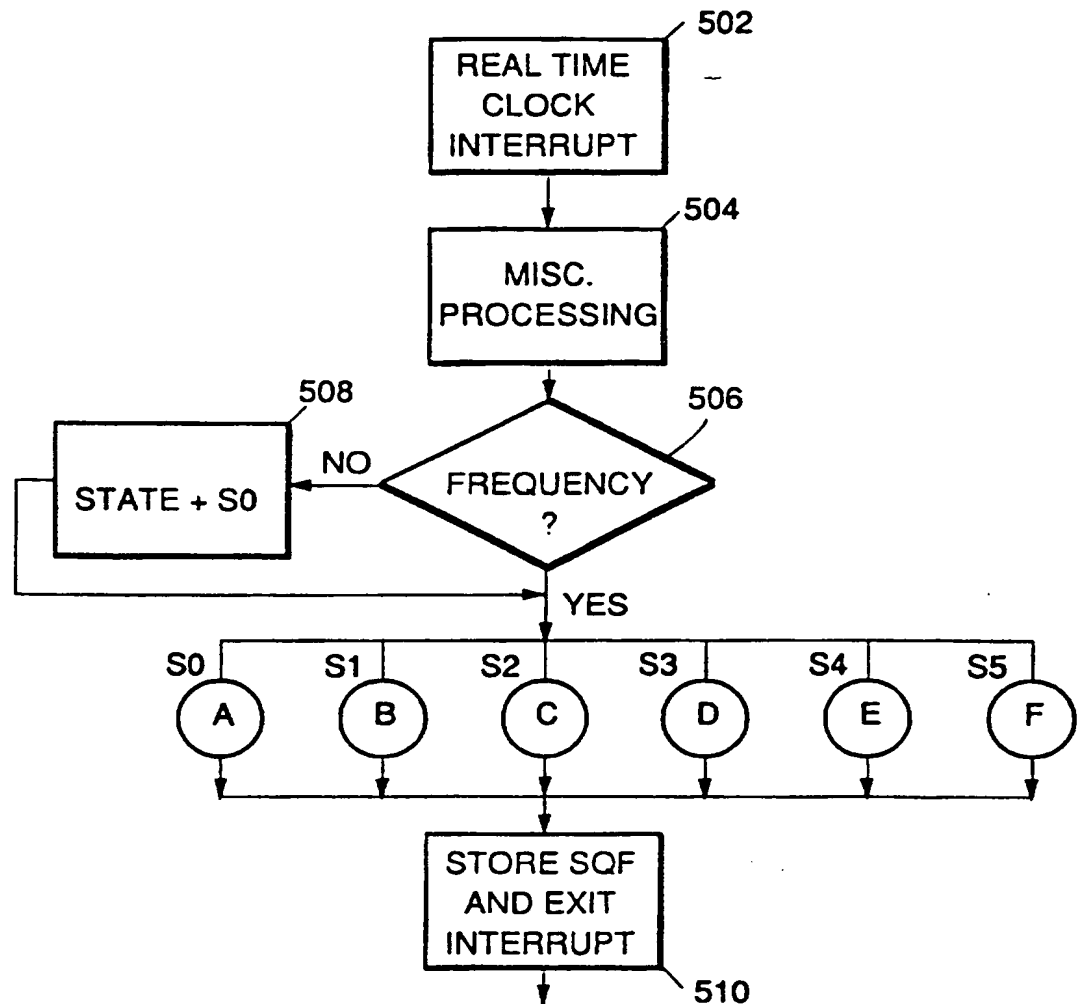 502
REAL TIME
CLOCK
INTERRUPT
504
MISC.
PROCESSING
508
506
NO
STATE + S0
FREQUENCY
?
YES
S0 S1 S2 S3 S4 S5
A B C D E F
STORE SQF
AND EXIT
INTERRUPT
510